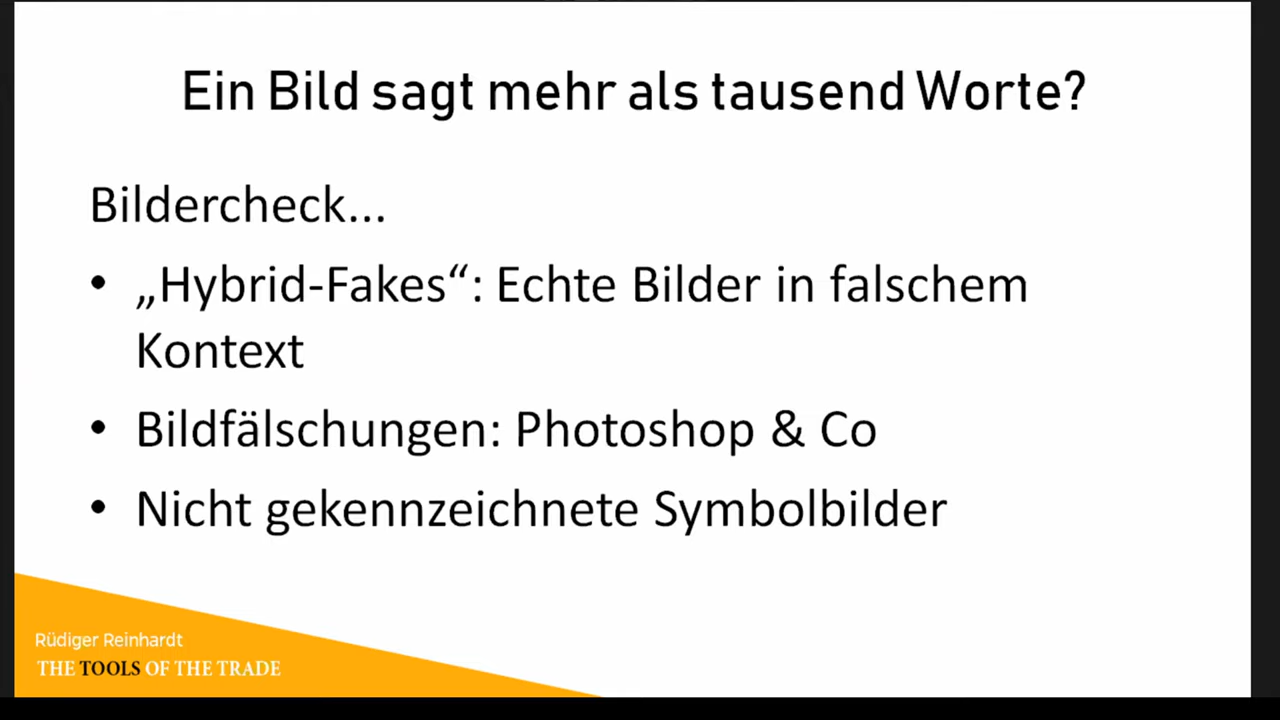 Ein Bild sagt mehr als tausend Worte?
Bildercheck...
• „Hybrid-Fakes“: Echte Bilder in falschem
Kontext
• Bildfälschungen: Photoshop & Co
• Nicht gekennzeichnete Symbolbilder
Rüdiger Reinhardt
THE TOOLS OF THE TRADE